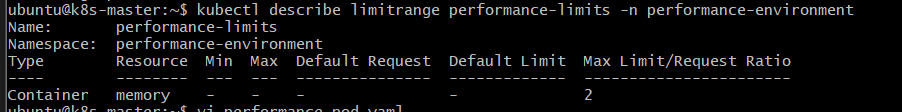 ubuntu@k8s-master:~$ kubectl describe limitrange performance-limits -n performance-environment
Name:       performance-limits
Namespace:  performance-environment
Type        Resource  Min  Max  Default Request  Default Limit  Max Limit/Request Ratio
----        --------  ---  ---  ---------------  -------------  -----------------------
Container   memory    -    -    -                -              2
ubuntu@k8s-master:~$ vi performance-pod.yaml